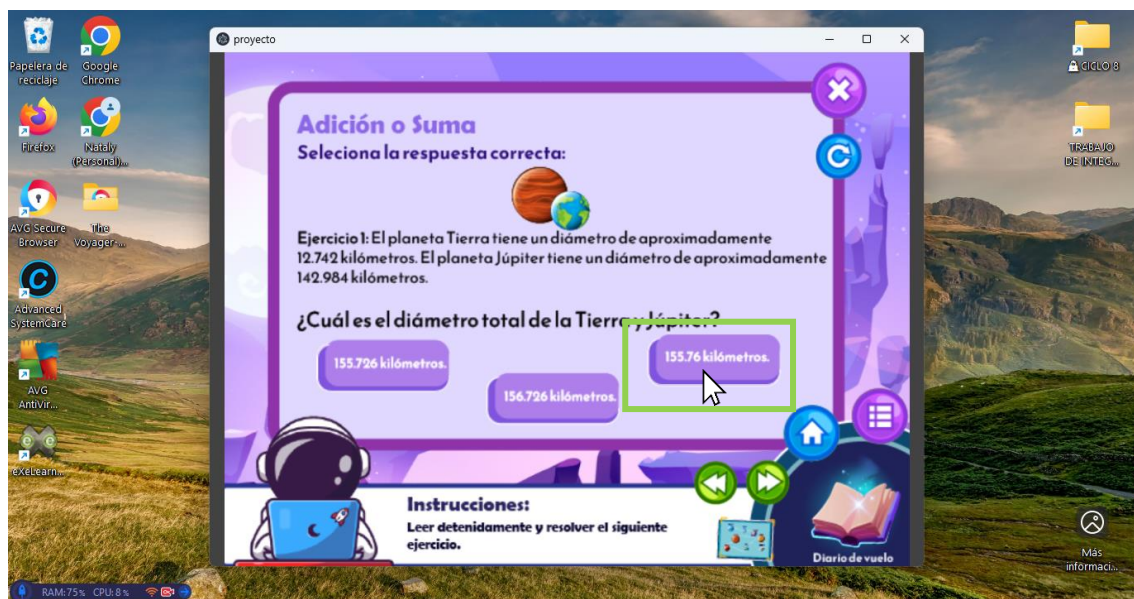 Papelera de
reciclaje
Google
Chrome
Firefox
Nataly
(Personal)...
AVG Secure
Browser
The
Voyager-...
Advanced
SystemCare
AVG
AntiVir...
eXeLearn...
proyecto
Adición o Suma
Selecciona la respuesta correcta:
Ejercicio 1: El planeta Tierra tiene un diámetro de aproximadamente
12.742 kilómetros. El planeta Júpiter tiene un diámetro de aproximadamente
142.984 kilómetros.
¿Cuál es el diámetro total de la Tierra y Júpiter?
155.726 kilómetros.
156.726 kilómetros.
155.76 kilómetros.
Instrucciones:
Leer detenidamente y resolver el siguiente
ejercicio.
Diario de vuelo
CICLO 8
TRABAJO
DE INTEG...
Más
informaci...
RAM:75% CPU:8%